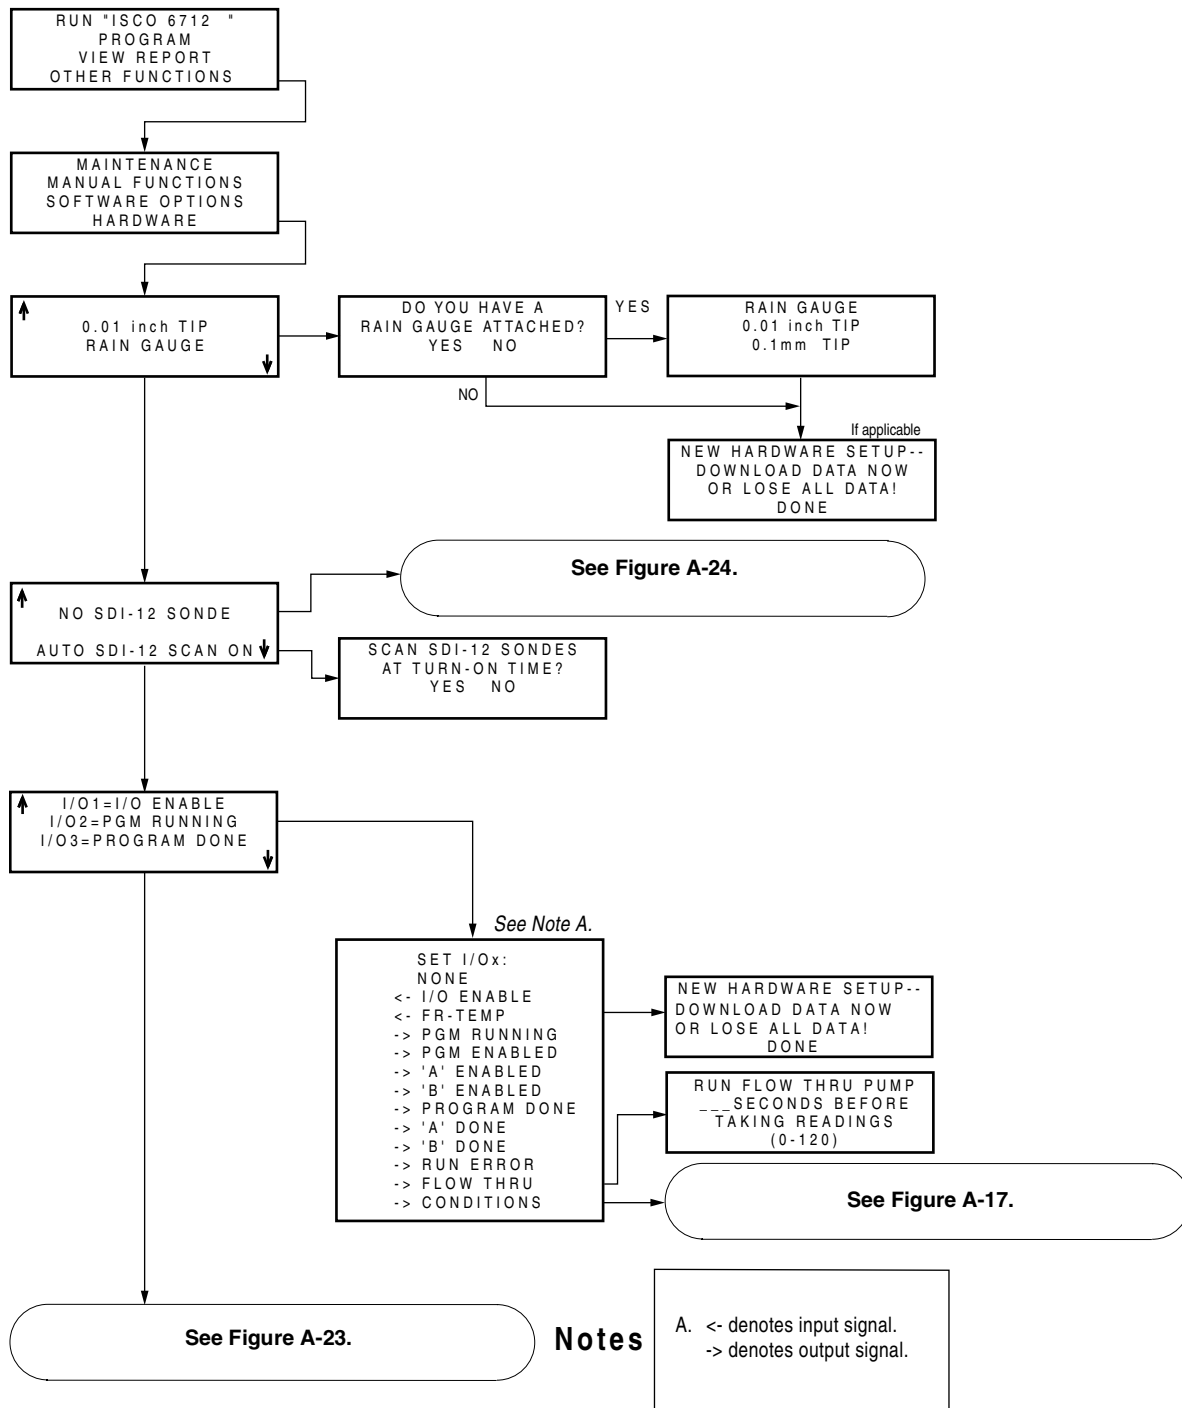 RUN "ISCO 6712  "
PROGRAM
VIEW REPORT
OTHER FUNCTIONS
MAINTENANCE
MANUAL FUNCTIONS
SOFTWARE OPTIONS
HARDWARE
0.01 inch TIP
RAIN GAUGE
DO YOU HAVE A
RAIN GAUGE ATTACHED?
YES NO
YES
RAIN GAUGE
0.01 inch TIP
0.1mm TIP
NO
If applicable
NEW HARDWARE SETUP--
DOWNLOAD DATA NOW
OR LOSE ALL DATA!
DONE
See Figure A-24.
NO SDI-12 SONDE
AUTO SDI-12 SCAN ON
SCAN SDI-12 SONDES
AT TURN-ON TIME?
YES NO
I/O1=I/O ENABLE
I/O2=PGM RUNNING
I/O3=PROGRAM DONE
See Note A.
SET I/Ox:
NONE
<- I/O ENABLE
<- FR-TEMP
-> PGM RUNNING
-> PGM ENABLED
-> 'A' ENABLED
-> 'B' ENABLED
-> PROGRAM DONE
-> 'A' DONE
-> 'B' DONE
-> RUN ERROR
-> FLOW THRU
-> CONDITIONS
NEW HARDWARE SETUP--
DOWNLOAD DATA NOW
OR LOSE ALL DATA!
DONE
RUN FLOW THRU PUMP
___SECONDS BEFORE
TAKING READINGS
(0-120)
See Figure A-17.
See Figure A-23.
Notes
A. <- denotes input signal.
-> denotes output signal.